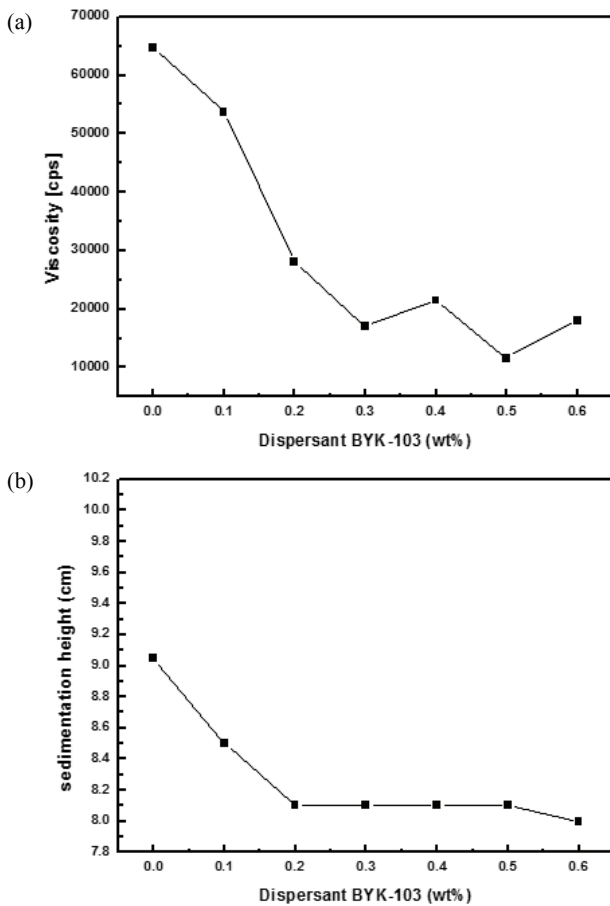 (a)
70000
60000
50000
40000
30000
20000
10000
Viscosity [cps]
0.0 0.1 0.2 0.3 0.4 0.5 0.6
Dispersant BYK-103 (wt%)
(b)
10.2
10.0
9.8
9.6
9.4
9.2
9.0
8.8
8.6
8.4
8.2
8.0
7.8
sedimentation height (cm)
0.0 0.1 0.2 0.3 0.4 0.5 0.6
Dispersant BYK-103 (wt%)